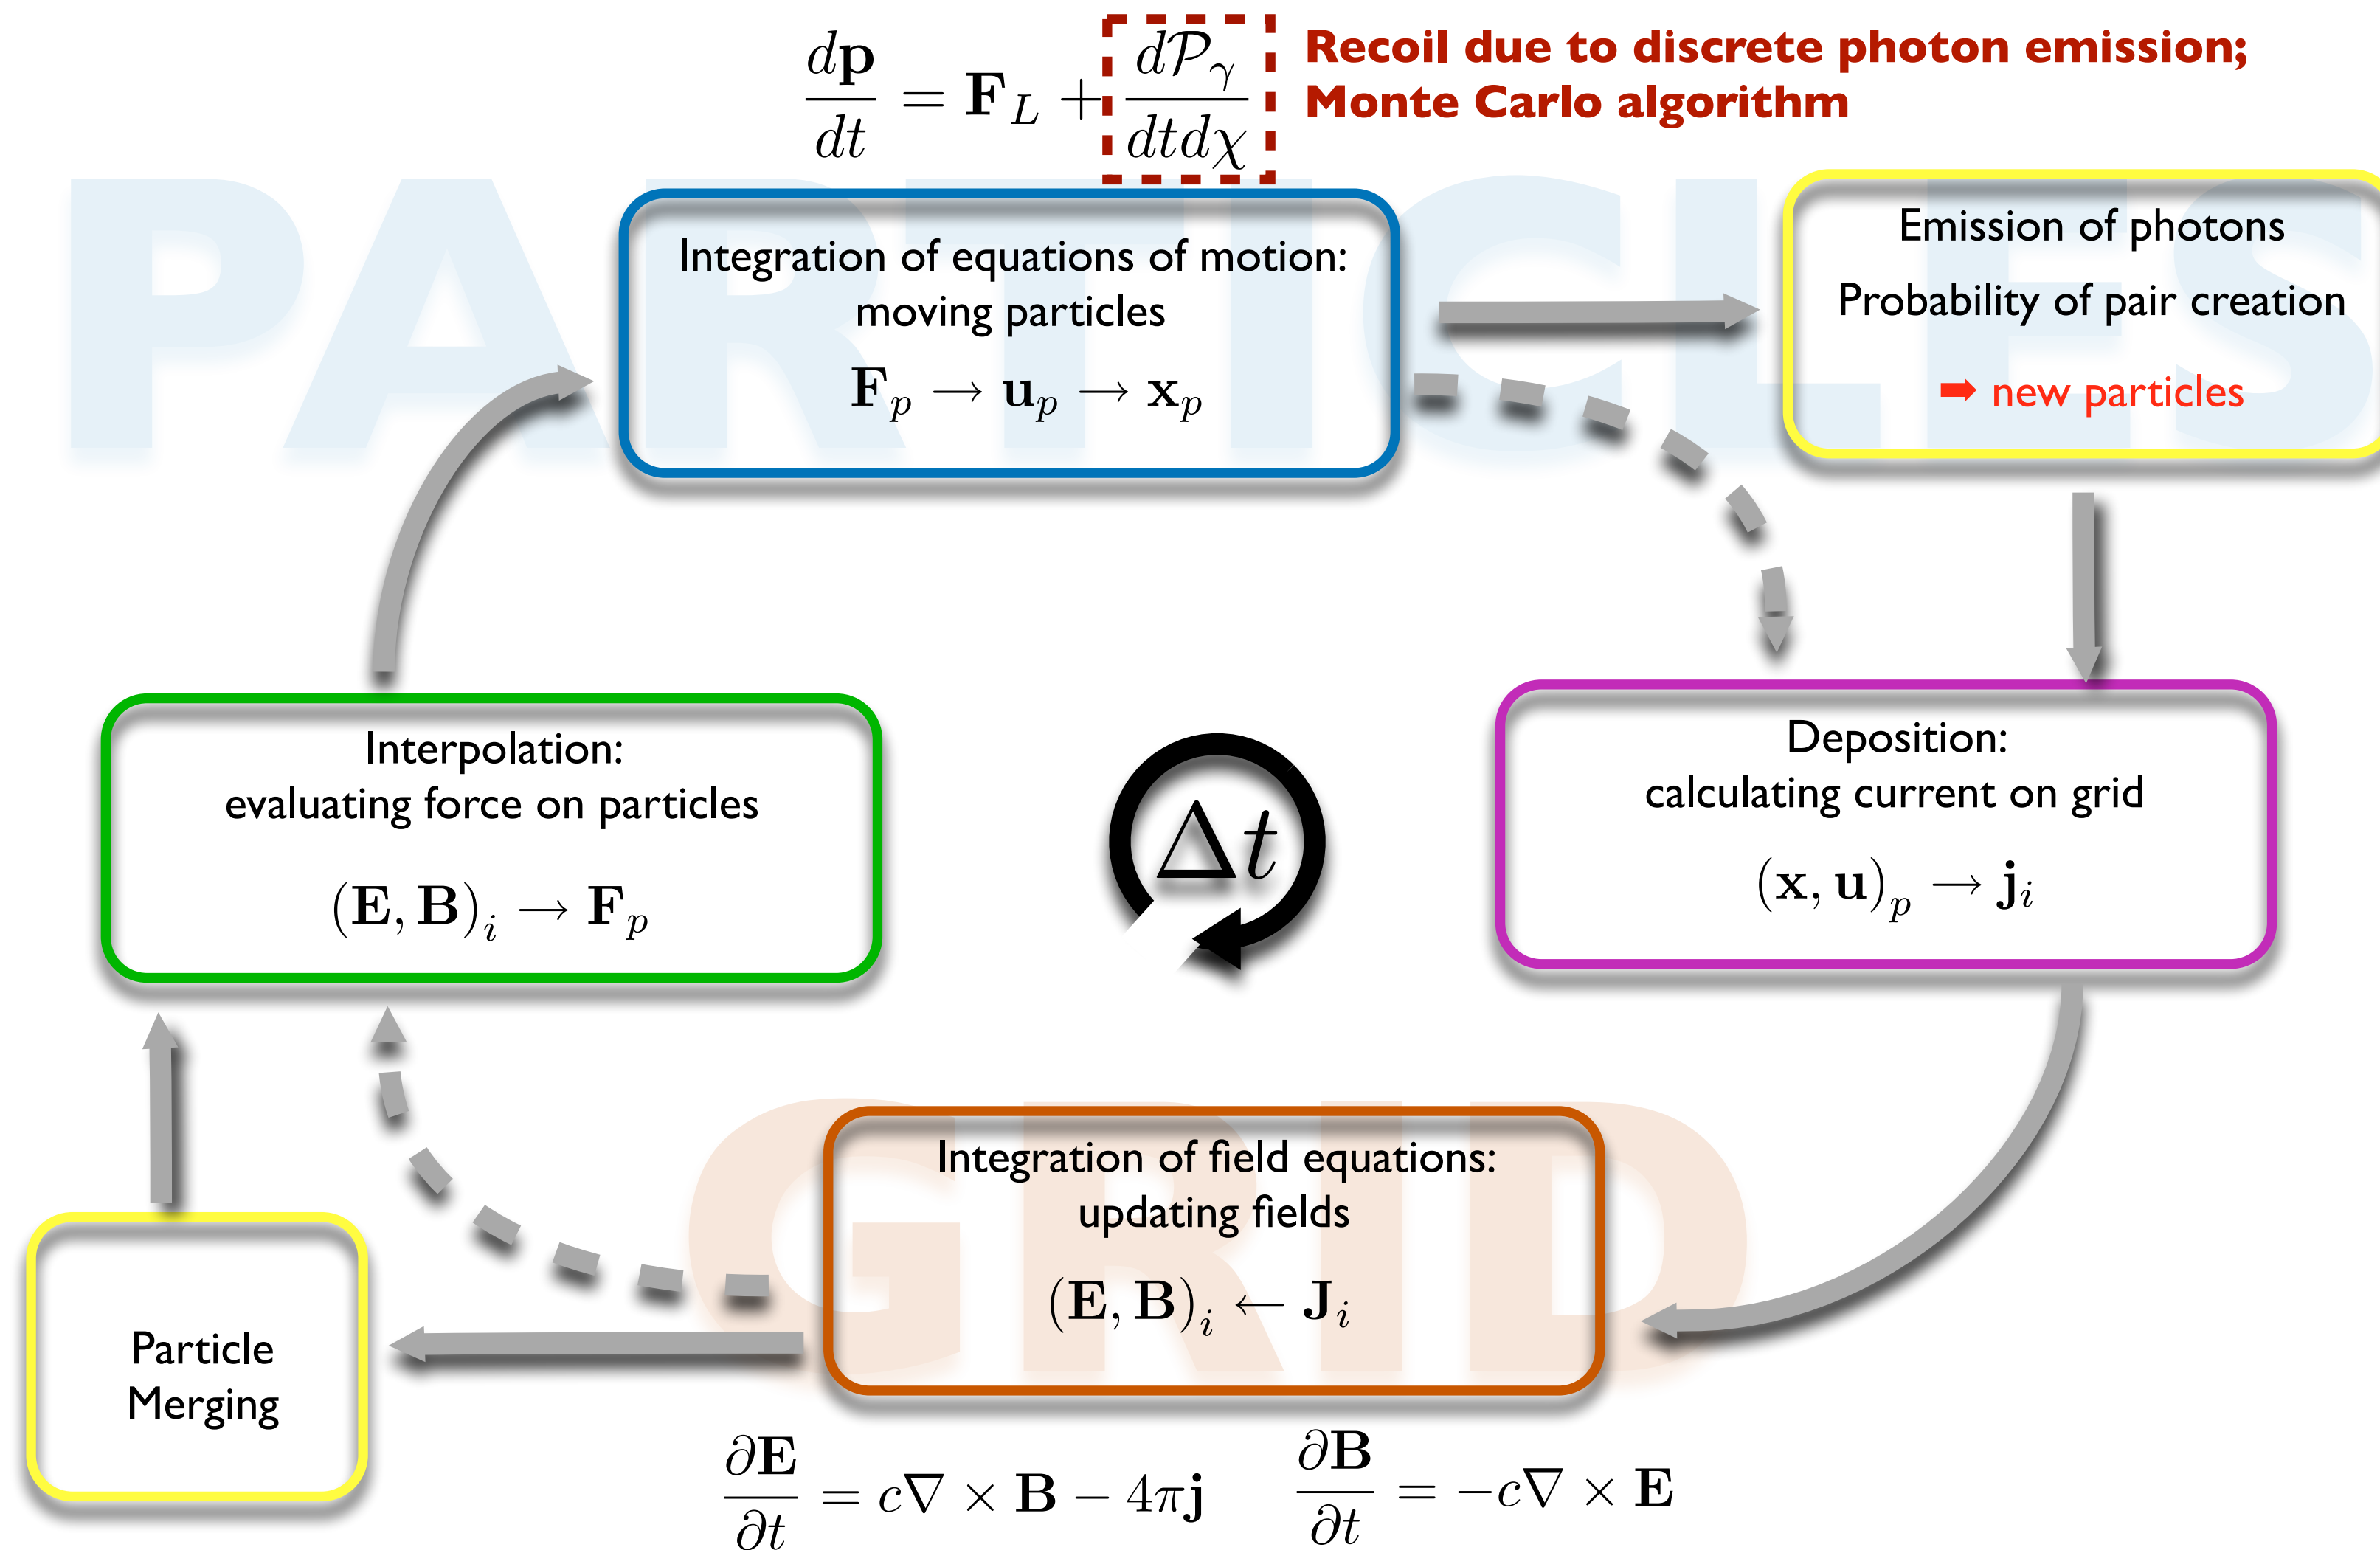 d𝐩/dt = 𝐅_L + d𝒫_γ/dtdχ
Recoil due to discrete photon emission;
Monte Carlo algorithm
PARTICLES
Integration of equations of motion:
moving particles
𝐅_p → 𝐮_p → 𝐱_p
Emission of photons
Probability of pair creation
➡ new particles
Interpolation:
evaluating force on particles
(𝐄, 𝐁)_i → 𝐅_p
Δt
Deposition:
calculating current on grid
(𝐱, 𝐮)_p → 𝐣_i
GRID
Integration of field equations:
updating fields
(𝐄, 𝐁)_i ← 𝐉_i
Particle
Merging
∂𝐄/∂t = c∇ × 𝐁 − 4π𝐣
∂𝐁/∂t = −c∇ × 𝐄